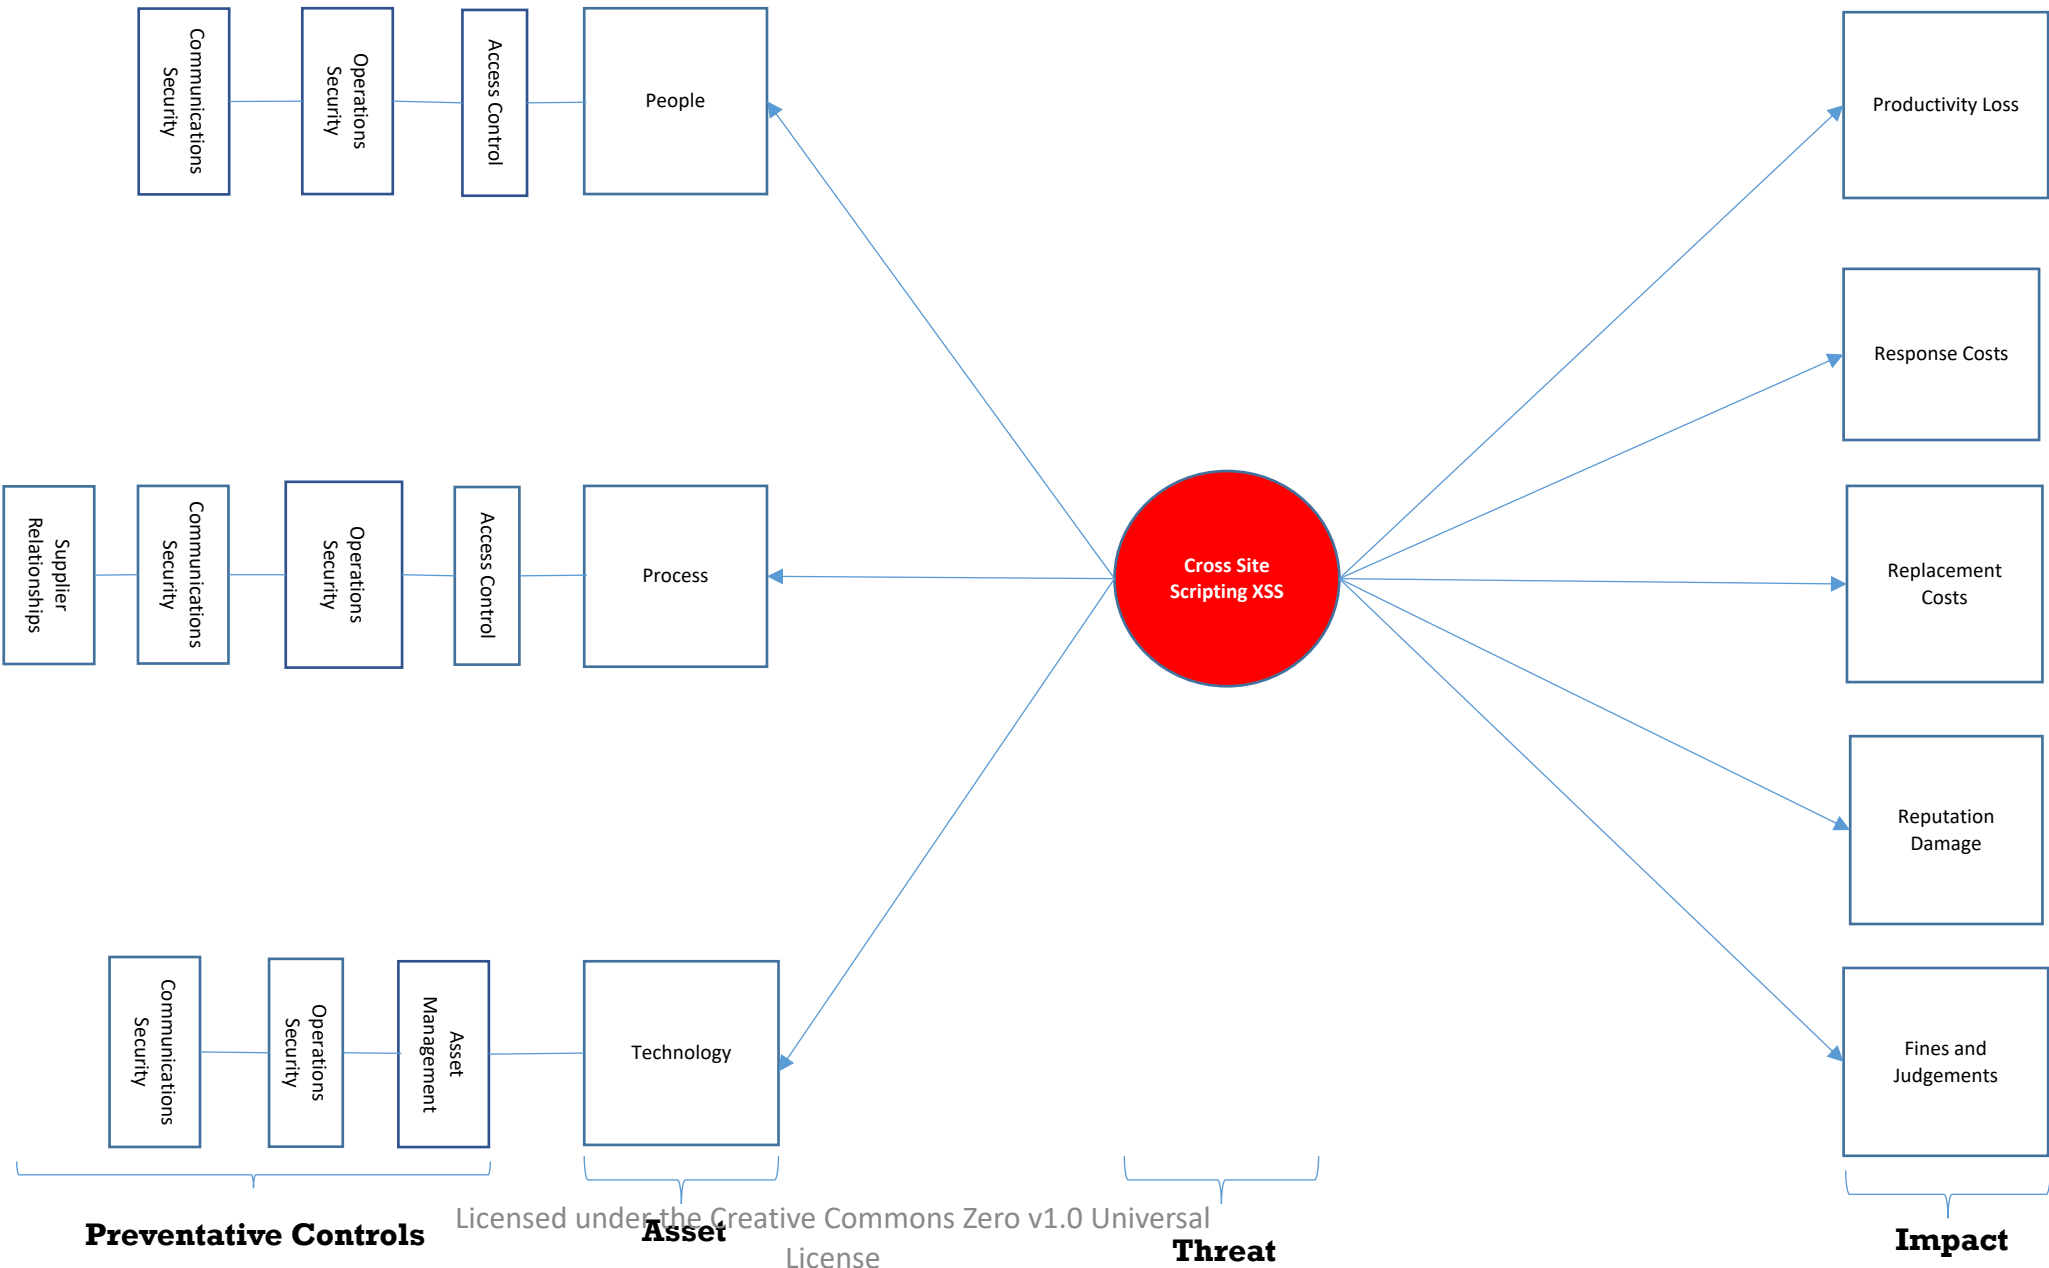 Communications
Security
Operations
Security
Access Control
People
Productivity Loss
Response Costs
Supplier
Relationships
Communications
Security
Operations
Security
Access Control
Process
Cross Site
Scripting XSS
Replacement
Costs
Reputation
Damage
Communications
Security
Operations
Security
Asset
Management
Technology
Fines and
Judgements
Preventative Controls
Asset
Threat
Impact
Licensed under the Creative Commons Zero v1.0 Universal
License